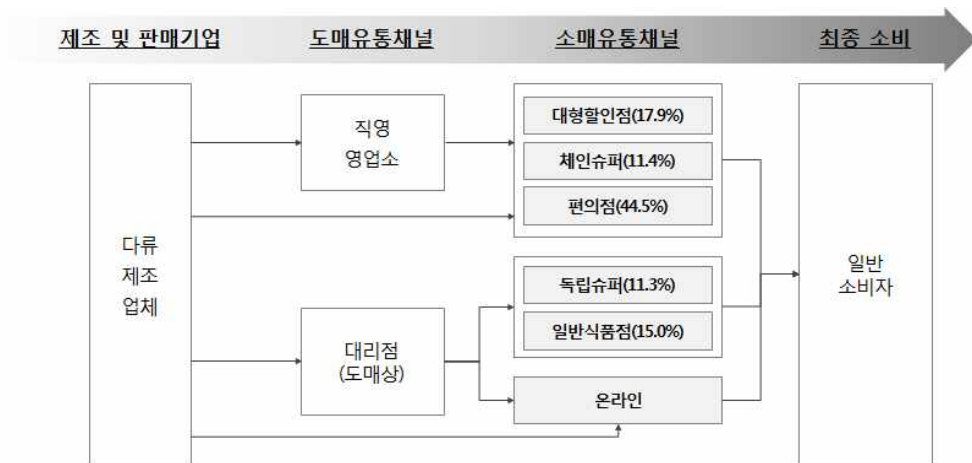 제조 및 판매기업
도매유통채널
소매유통채널
최종 소비
다류
제조
업체
직영
영업소
대리점
(도매상)
대형할인점(17.9%)
체인슈퍼(11.4%)
편의점(44.5%)
독립슈퍼(11.3%)
일반식품점(15.0%)
온라인
일반
소비자